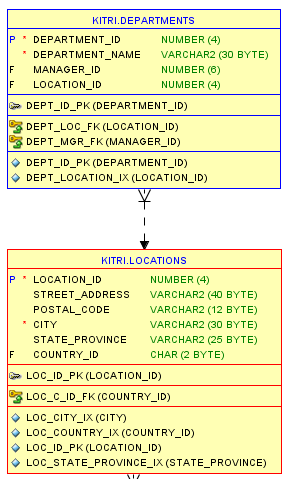 KITRI.DEPARTMENTS
P * DEPARTMENT_ID NUMBER (4)
* DEPARTMENT_NAME VARCHAR2 (30 BYTE)
F MANAGER_ID NUMBER (6)
F LOCATION_ID NUMBER (4)
DEPT_ID_PK (DEPARTMENT_ID)
DEPT_LOC_FK (LOCATION_ID)
DEPT_MGR_FK (MANAGER_ID)
DEPT_ID_PK (DEPARTMENT_ID)
DEPT_LOCATION_IX (LOCATION_ID)
KITRI.LOCATIONS
P * LOCATION_ID NUMBER (4)
STREET_ADDRESS VARCHAR2 (40 BYTE)
POSTAL_CODE VARCHAR2 (12 BYTE)
* CITY VARCHAR2 (30 BYTE)
STATE_PROVINCE VARCHAR2 (25 BYTE)
F COUNTRY_ID CHAR (2 BYTE)
LOC_ID_PK (LOCATION_ID)
LOC_C_ID_FK (COUNTRY_ID)
LOC_CITY_IX (CITY)
LOC_COUNTRY_IX (COUNTRY_ID)
LOC_ID_PK (LOCATION_ID)
LOC_STATE_PROVINCE_IX (STATE_PROVINCE)